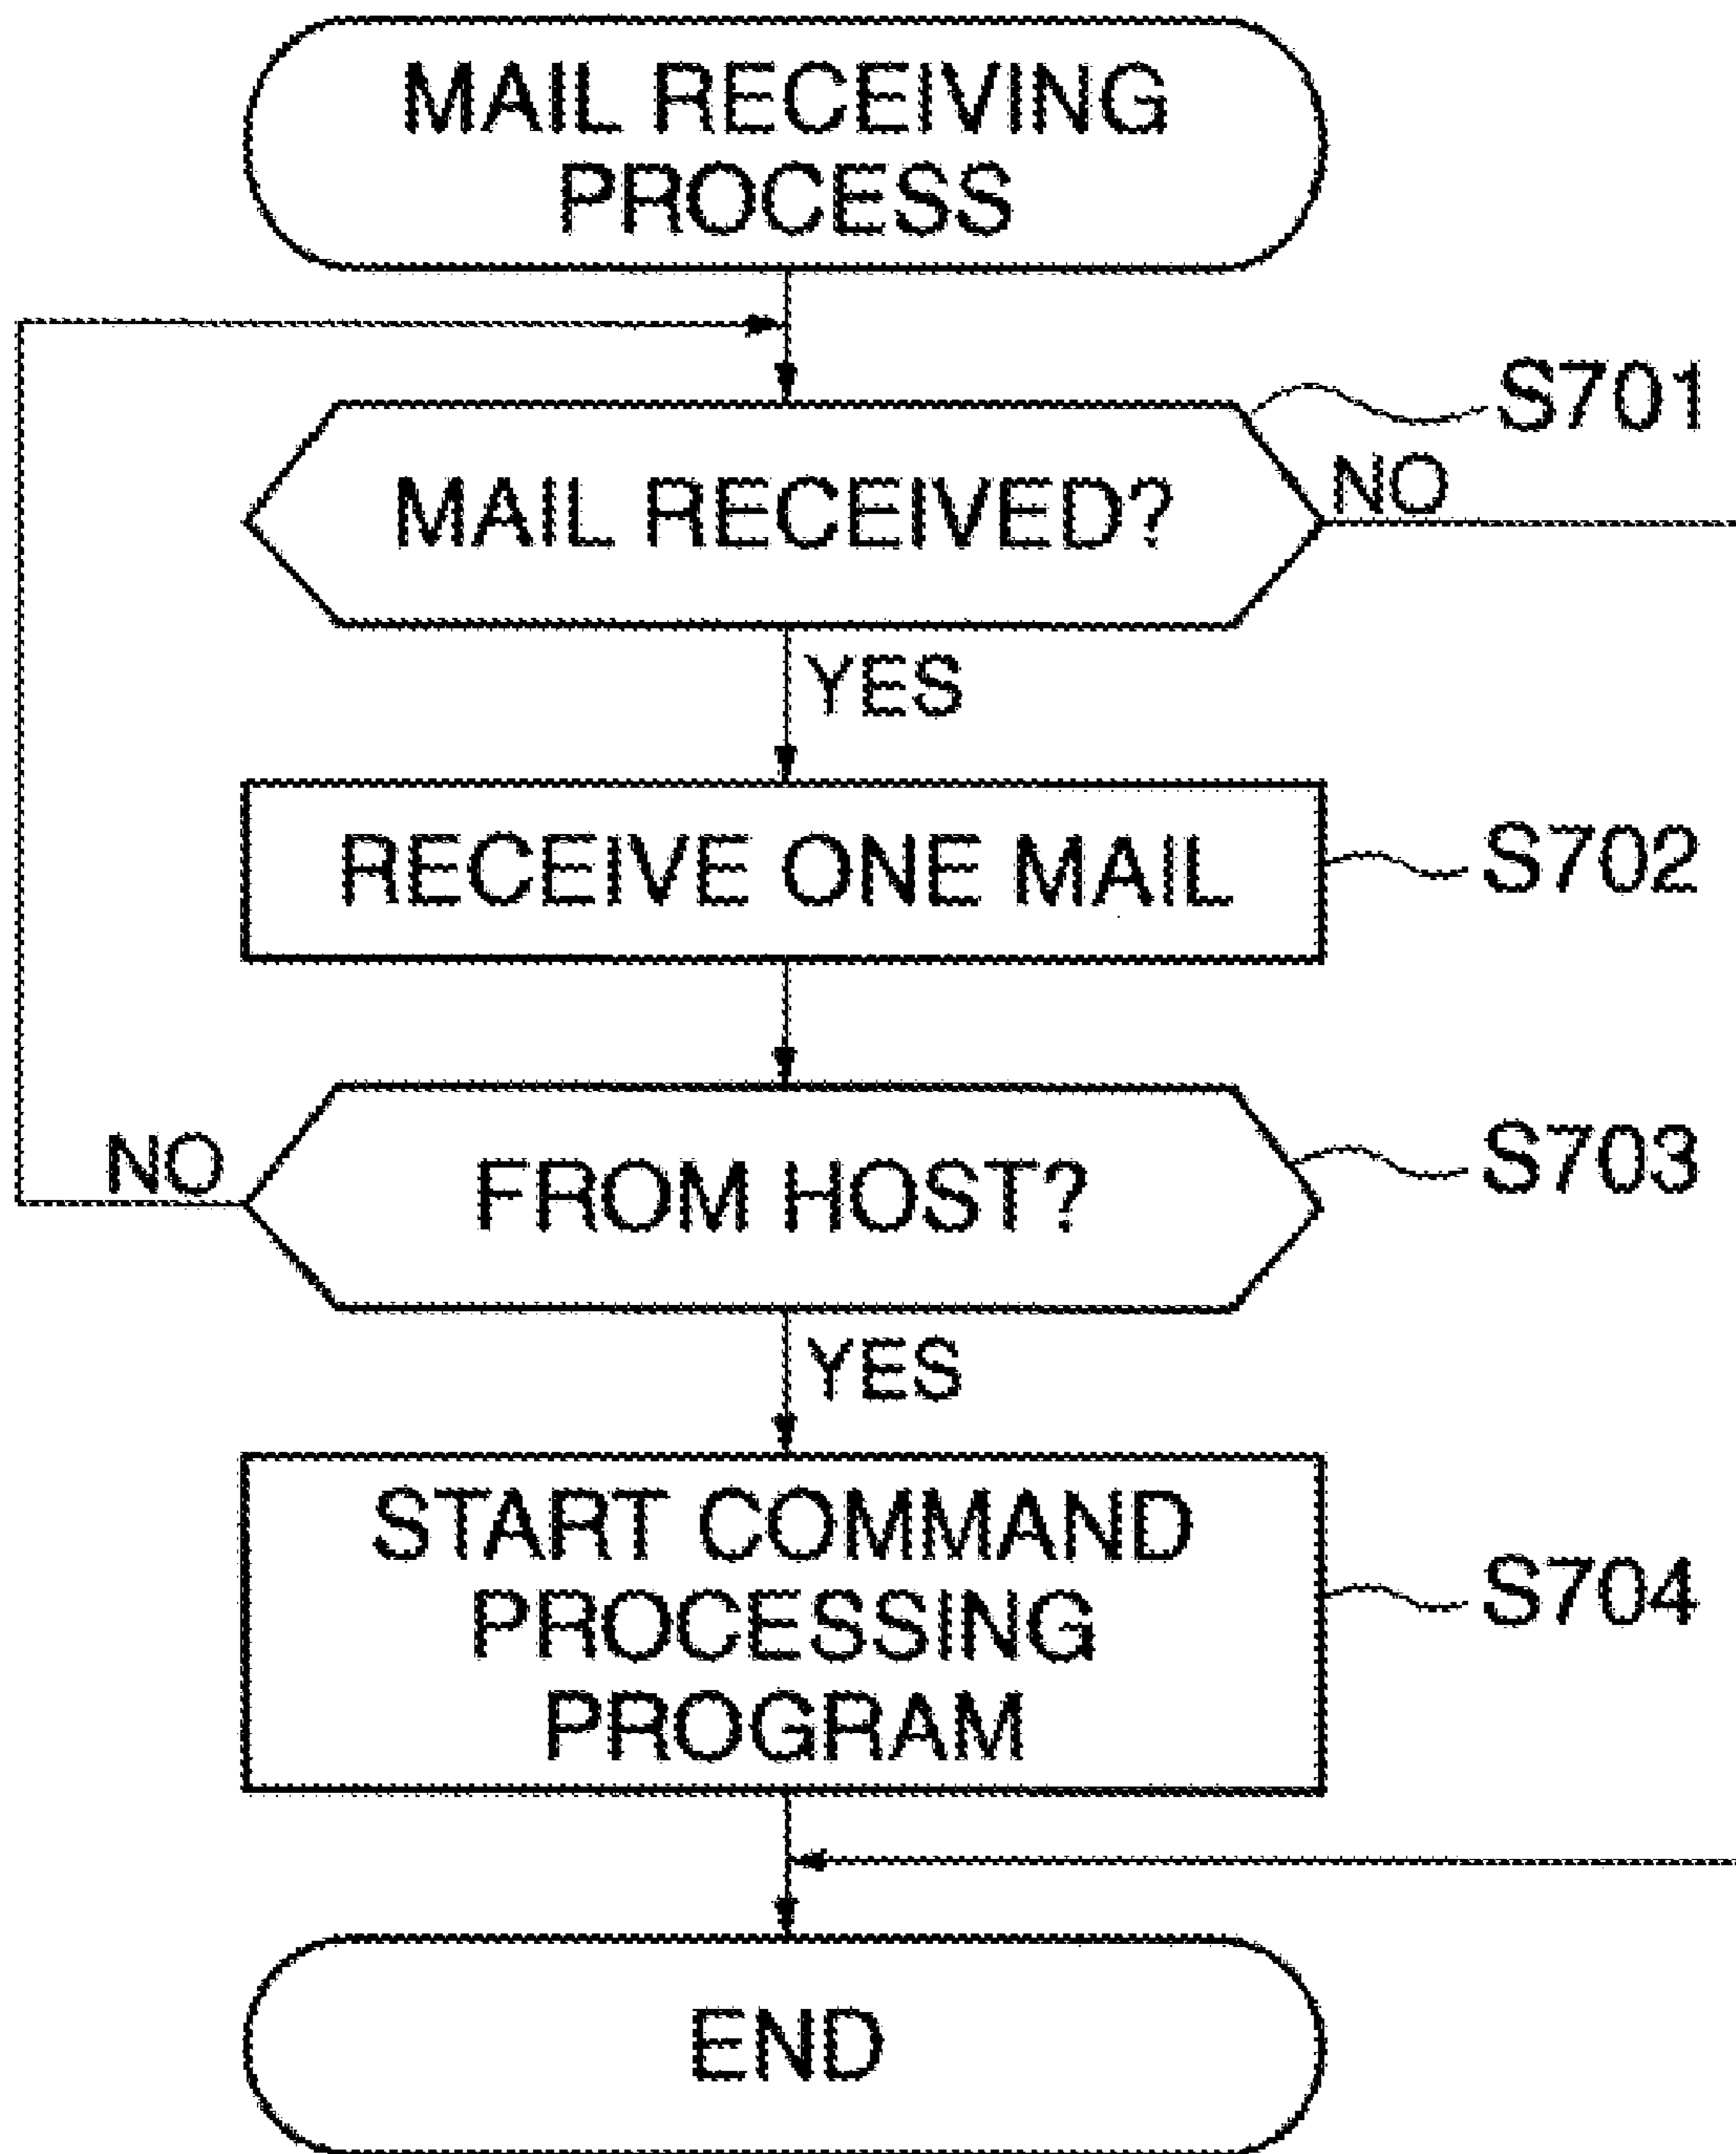 MAIL RECEIVING
PROCESS
S701
MAIL RECEIVED?
NO
YES
RECEIVE ONE MAIL
S702
NO
FROM HOST?
S703
YES
START COMMAND
PROCESSING
PROGRAM
S704
END